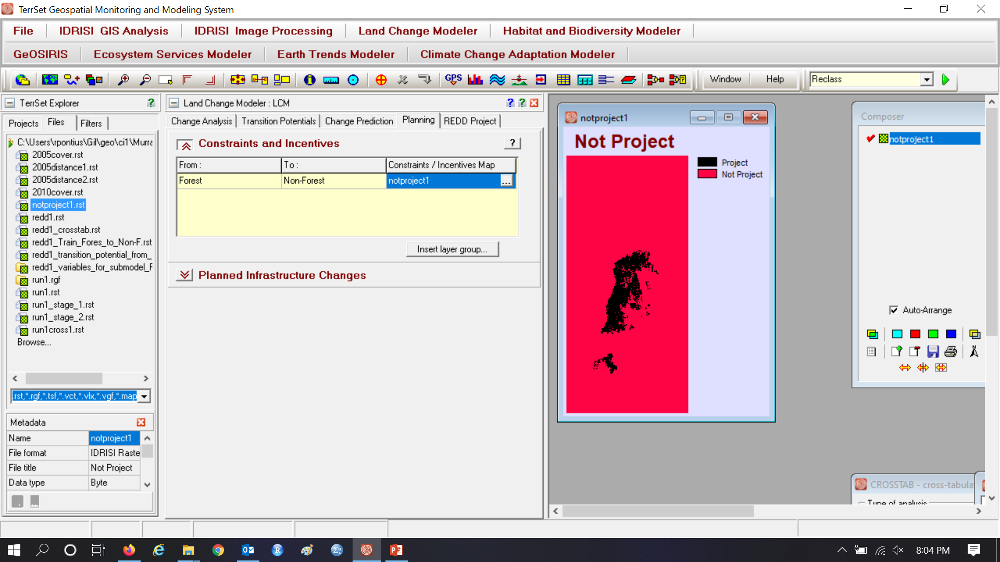 TerrSet Geospatial Monitoring and Modeling System
File IDRISI GIS Analysis IDRISI Image Processing Land Change Modeler Habitat and Biodiversity Modeler
GeOSIRIS Ecosystem Services Modeler Earth Trends Modeler Climate Change Adaptation Modeler
GPS Window Help Reclass
TerrSet Explorer ?
Projects Files Filters
C:\Users\rpontius\Gil\geo\ci1\Murra
2005cover.rst
2005distance1.rst
2005distance2.rst
2010cover.rst
notproject1.rst
redd1.rst
redd1_crosstab.rst
redd1_Train_Fores_to_Non-F.rst
redd1_transition_potential_from_
redd1_variables_for_submodel_F
run1.rgf
run1.rst
run1_stage_1.rst
run1_stage_2.rst
run1cross1.rst
Browse...
.rst,*.rgf,*.tsf,*.vct,*.vlx,*.vgf,*.map
Metadata
Name notproject1
File format IDRISI Raste
File title Not Project
Data type Byte
Land Change Modeler : LCM ? ?
Change Analysis Transition Potentials Change Prediction Planning REDD Project
Constraints and Incentives ?
From : To : Constraints / Incentives Map
Forest Non-Forest notproject1 ...
Insert layer group...
Planned Infrastructure Changes
notproject1
Not Project
Project
Not Project
Composer
notproject1
Auto-Arrange
CROSSTAB - cross-tabula
Type of analysis
8:04 PM